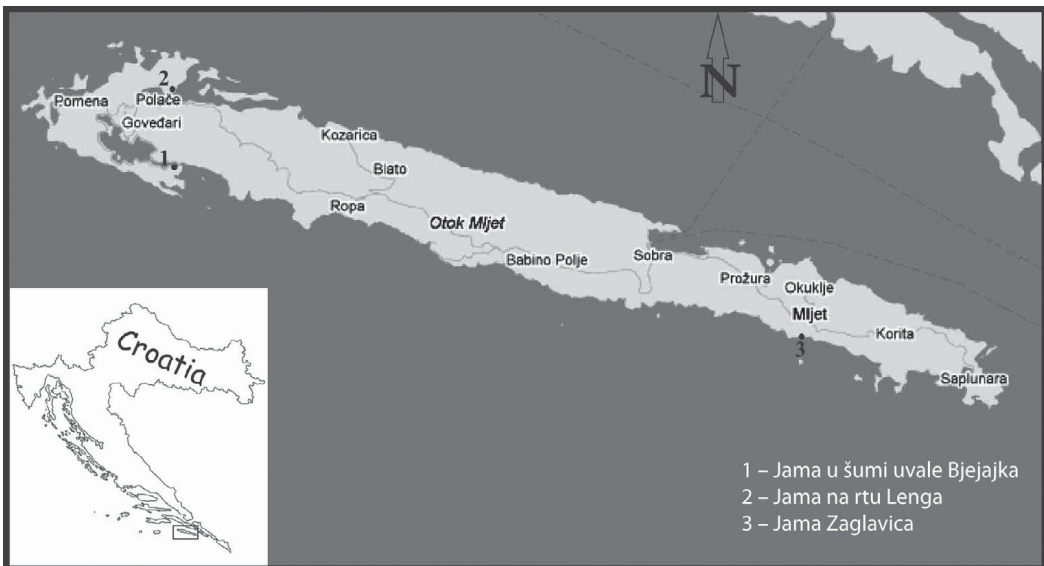 N
2
Pomena
Polače
Goveđari
Kozarica
1
Blato
Ropa
Otok Mljet
Babino Polje
Sobra
Prožura
Okuklje
Mljet
Korita
3
Saplunara
Croatia
1 – Jama u šumi uvale Bjejajka
2 – Jama na rtu Lenga
3 – Jama Zaglavica